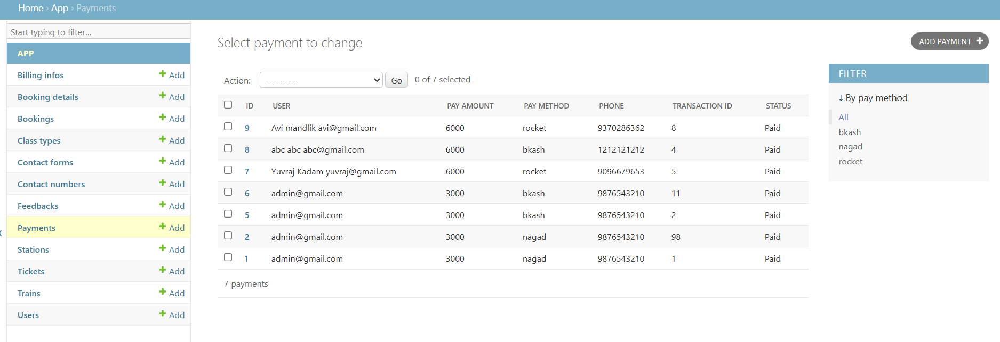 Home › App › Payments
Start typing to filter...
APP
Billing infos + Add
Booking details + Add
Bookings + Add
Class types + Add
Contact forms + Add
Contact numbers + Add
Feedbacks + Add
Payments + Add
Stations + Add
Tickets + Add
Trains + Add
Users + Add
Select payment to change
ADD PAYMENT +
Action: --------- Go 0 of 7 selected
ID USER PAY AMOUNT PAY METHOD PHONE TRANSACTION ID STATUS
9 Avi mandlik avi@gmail.com 6000 rocket 9370286362 8 Paid
8 abc abc abc@gmail.com 6000 bkash 1212121212 4 Paid
7 Yuvraj Kadam yuvraj@gmail.com 6000 rocket 9096679653 5 Paid
6 admin@gmail.com 3000 bkash 9876543210 11 Paid
5 admin@gmail.com 3000 bkash 9876543210 2 Paid
2 admin@gmail.com 3000 nagad 9876543210 98 Paid
1 admin@gmail.com 3000 nagad 9876543210 1 Paid
7 payments
FILTER
↓ By pay method
All
bkash
nagad
rocket